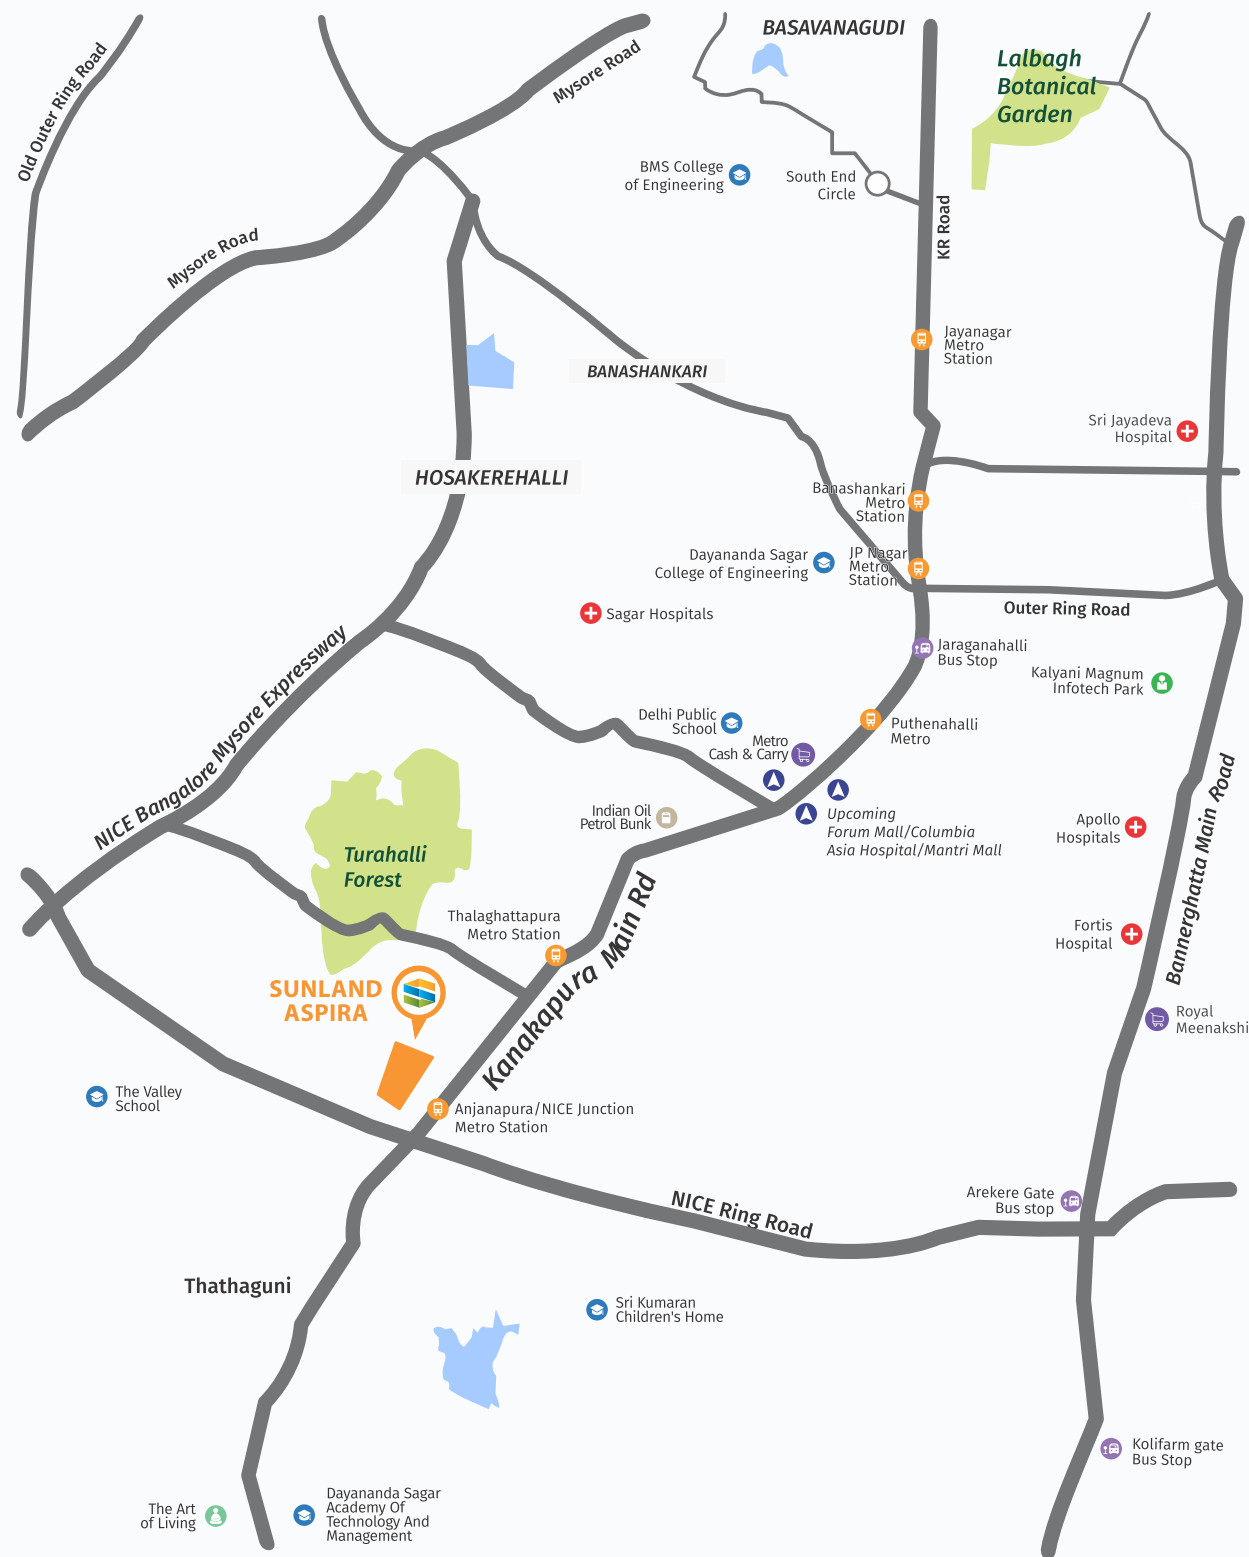 BASAVANAGUDI
Old Outer Ring Road
Mysore Road
Lalbagh
Botanical
Garden
BMS College
of Engineering
South End
Circle
KR Road
Mysore Road
Jayanagar
Metro
Station
BANASHANKARI
Sri Jayadeva
Hospital
HOSAKEREHALLI
Banashankari
Metro
Station
Dayananda Sagar
College of Engineering
JP Nagar
Metro
Station
Outer Ring Road
Sagar Hospitals
Jaraganahalli
Bus Stop
Kalyani Magnum
Infotech Park
NICE Bangalore Mysore Expressway
Delhi Public
School
Puthenahalli
Metro
Metro
Cash & Carry
Indian Oil
Petrol Bunk
Upcoming
Forum Mall/Columbia
Asia Hospital/Mantri Mall
Apollo
Hospitals
Bannerghatta Main Road
Turahalli
Forest
Thalaghattapura
Metro Station
Kanakapura Main Rd
Fortis
Hospital
SUNLAND
ASPIRA
Royal
Meenakshi
The Valley
School
Anjanapura/NICE Junction
Metro Station
NICE Ring Road
Arekere Gate
Bus stop
Thathaguni
Sri Kumaran
Children's Home
Kolifarm gate
Bus Stop
The Art
of Living
Dayananda Sagar
Academy Of
Technology And
Management